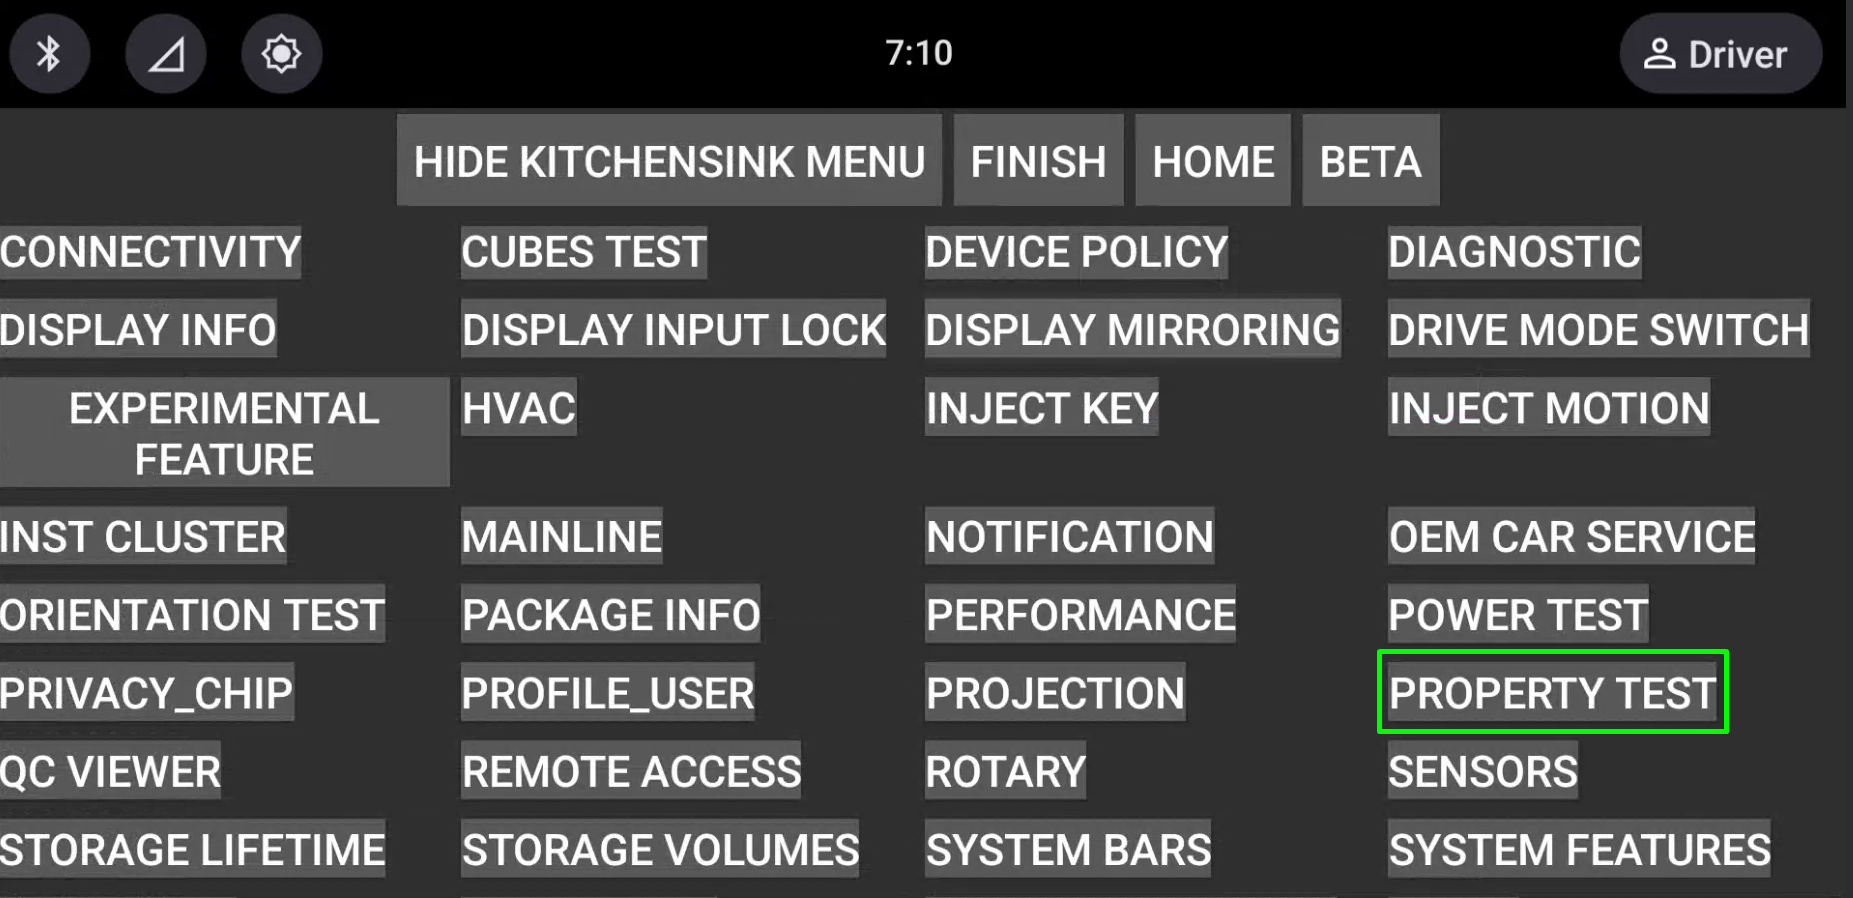 7:10
Driver
HIDE KITCHENSINK MENU
FINISH
HOME
BETA
CONNECTIVITY
CUBES TEST
DEVICE POLICY
DIAGNOSTIC
DISPLAY INFO
DISPLAY INPUT LOCK
DISPLAY MIRRORING
DRIVE MODE SWITCH
EXPERIMENTAL
FEATURE
HVAC
INJECT KEY
INJECT MOTION
INST CLUSTER
MAINLINE
NOTIFICATION
OEM CAR SERVICE
ORIENTATION TEST
PACKAGE INFO
PERFORMANCE
POWER TEST
PRIVACY_CHIP
PROFILE_USER
PROJECTION
PROPERTY TEST
QC VIEWER
REMOTE ACCESS
ROTARY
SENSORS
STORAGE LIFETIME
STORAGE VOLUMES
SYSTEM BARS
SYSTEM FEATURES